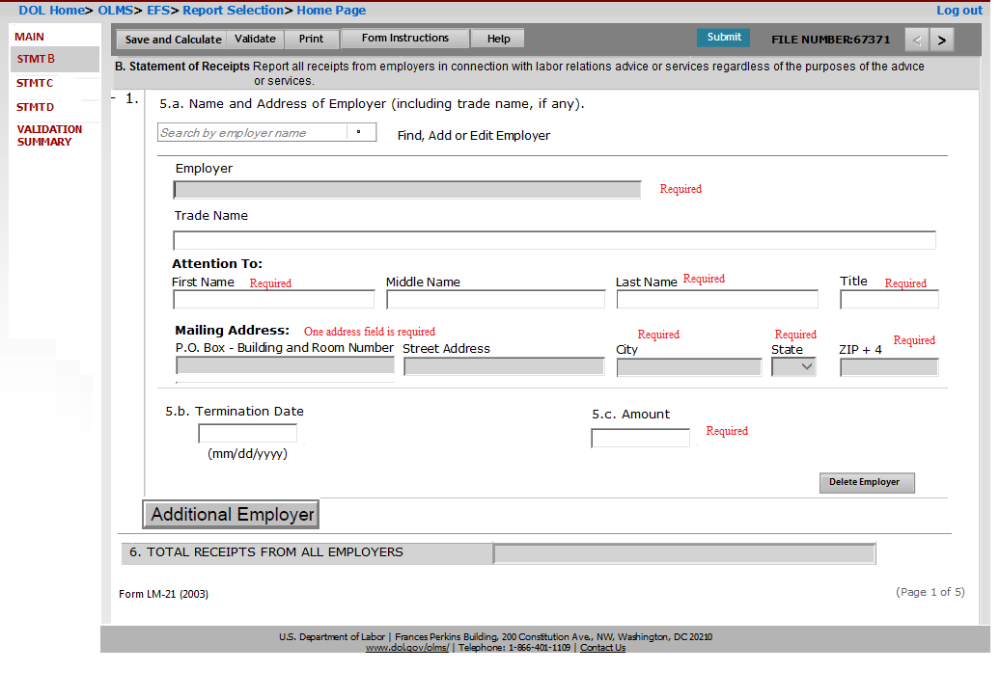 DOL Home> OLMS> EFS> Report Selection> Home Page Log out
MAIN
STMT B
STMT C
STMT D
VALIDATION
SUMMARY
Save and Calculate Validate Print Form Instructions Help Submit FILE NUMBER:67371 < >
B. Statement of Receipts Report all receipts from employers in connection with labor relations advice or services regardless of the purposes of the advice
or services.
- 1. 5.a. Name and Address of Employer (including trade name, if any).
Search by employer name Find, Add or Edit Employer
Employer
Required
Trade Name
Attention To:
First Name Required Middle Name Last Name Required Title Required
Mailing Address: One address field is required Required Required Required
P.O. Box - Building and Room Number Street Address City State ZIP + 4
5.b. Termination Date 5.c. Amount
Required
(mm/dd/yyyy)
Delete Employer
Additional Employer
6. TOTAL RECEIPTS FROM ALL EMPLOYERS
Form LM-21 (2003) (Page 1 of 5)
U.S. Department of Labor | Frances Perkins Building, 200 Constitution Ave., NW, Washington, DC 20210
www.dol.gov/olms/ | Telephone: 1-866-401-1109 | Contact Us